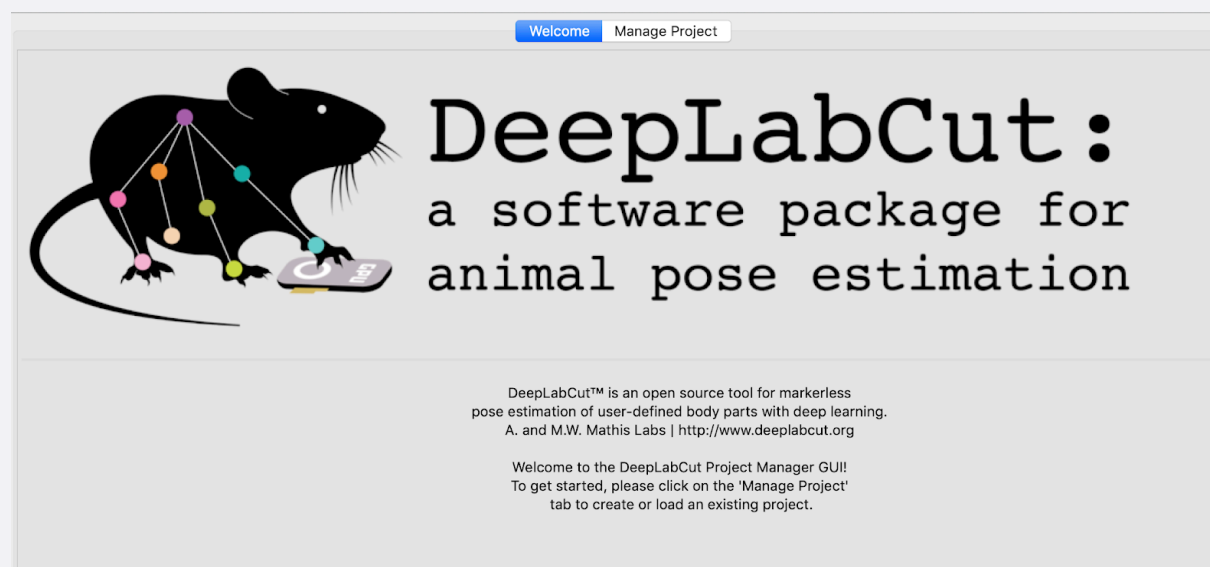 Welcome Manage Project
DeepLabCut:
a software package for
animal pose estimation
GPU
DeepLabCut™ is an open source tool for markerless
pose estimation of user-defined body parts with deep learning.
A. and M.W. Mathis Labs | http://www.deeplabcut.org
Welcome to the DeepLabCut Project Manager GUI!
To get started, please click on the 'Manage Project'
tab to create or load an existing project.